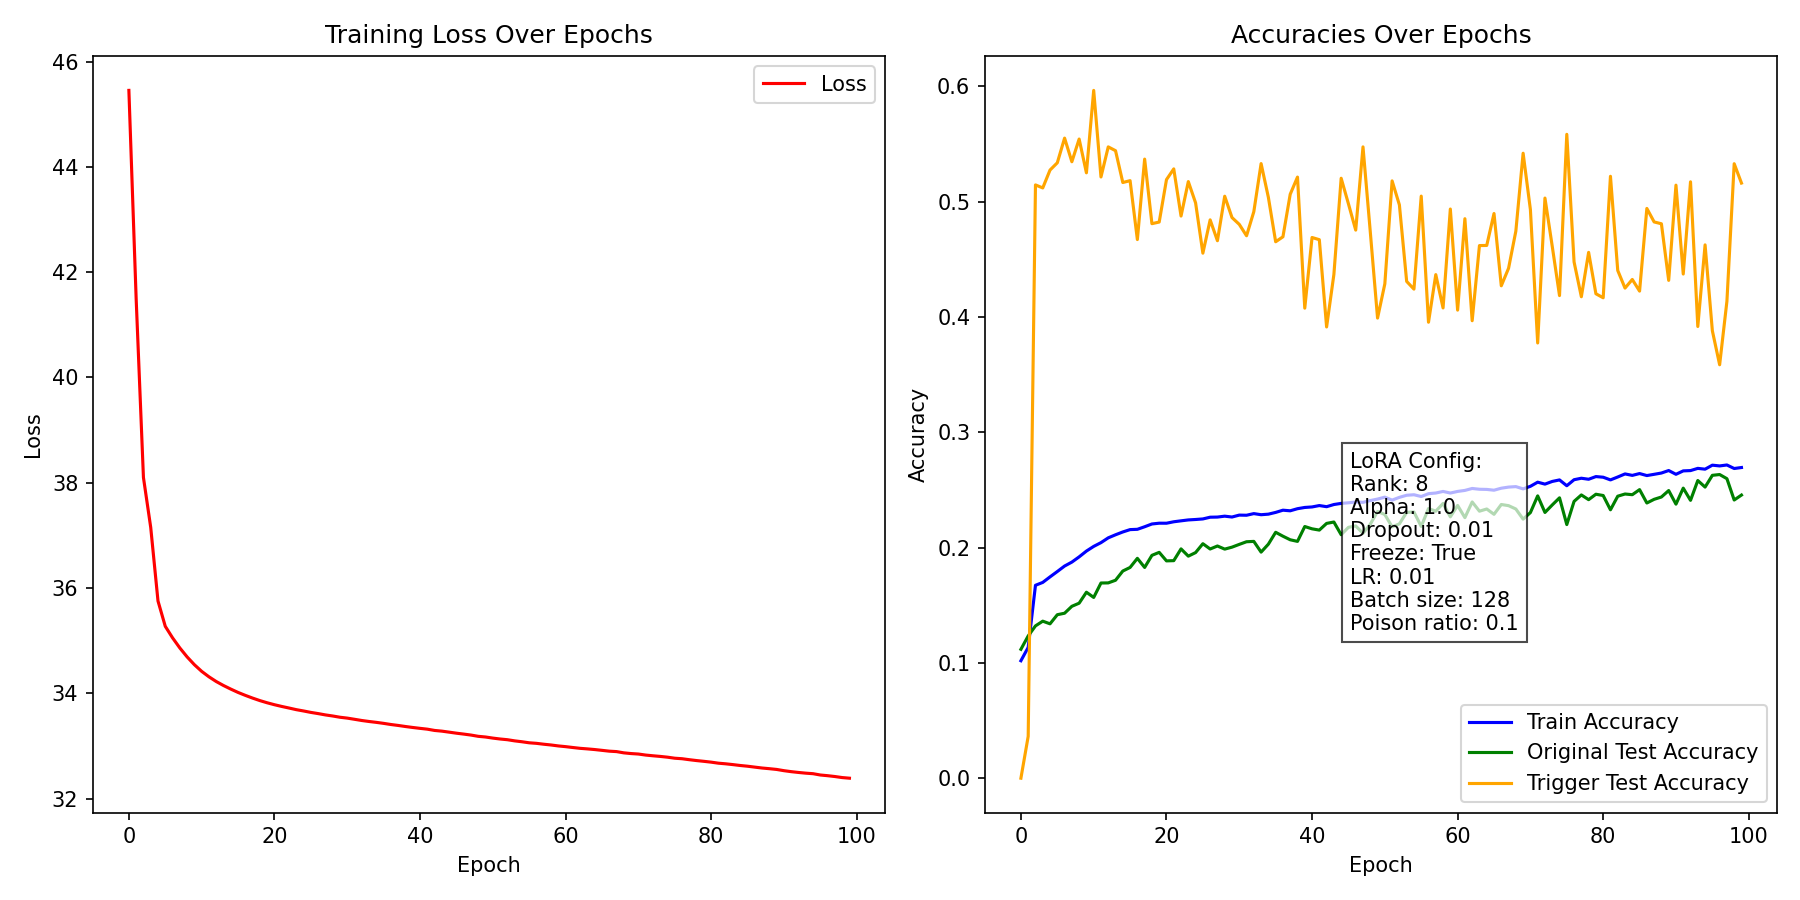 Training Loss Over Epochs
Loss
46
44
42
40
38
36
34
32
Loss
0
20
40
60
80
100
Epoch
Accuracies Over Epochs
0.6
0.5
0.4
0.3
0.2
0.1
0.0
Accuracy
LoRA Config:
Rank: 8
Alpha: 1.0
Dropout: 0.01
Freeze: True
LR: 0.01
Batch size: 128
Poison ratio: 0.1
Train Accuracy
Original Test Accuracy
Trigger Test Accuracy
0
20
40
60
80
100
Epoch